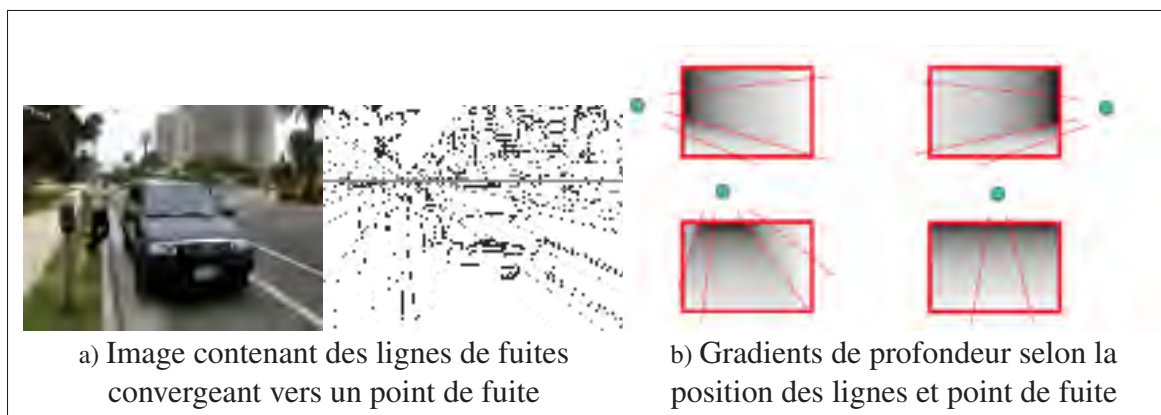 a) Image contenant des lignes de fuites
convergeant vers un point de fuite
b) Gradients de profondeur selon la
position des lignes et point de fuite